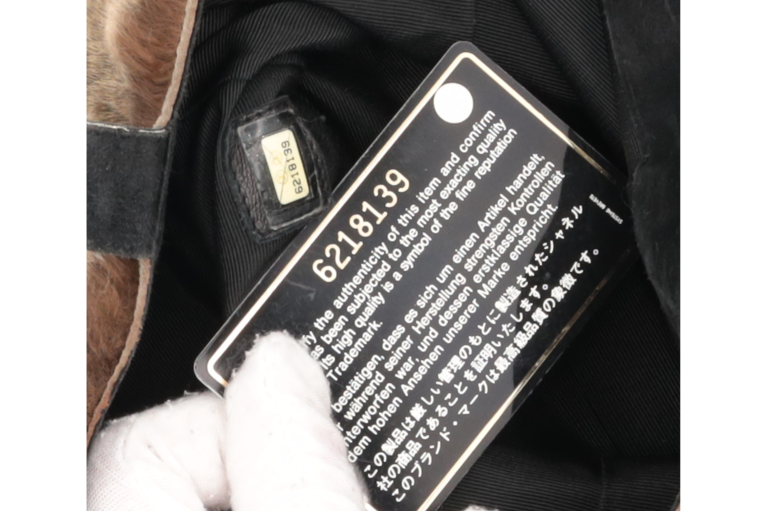 6218139
6218139
y the authenticity of this item and confirm
as been subjected to the most exacting quality
its high quality is a symbol of the fine reputation
Trademark.
bestätigen, dass es sich um einen Artikel handelt,
r während seiner Herstellung strengsten Kontrollen
nterworfen war, und dessen erstklassige Qualität
dem hohen Ansehen unserer Marke entspricht.
この製品は厳しい管理のもとに製造されたシャネル
社の商品であることを証明いたします。
このブランド・マークは最高級品質の象徴です。